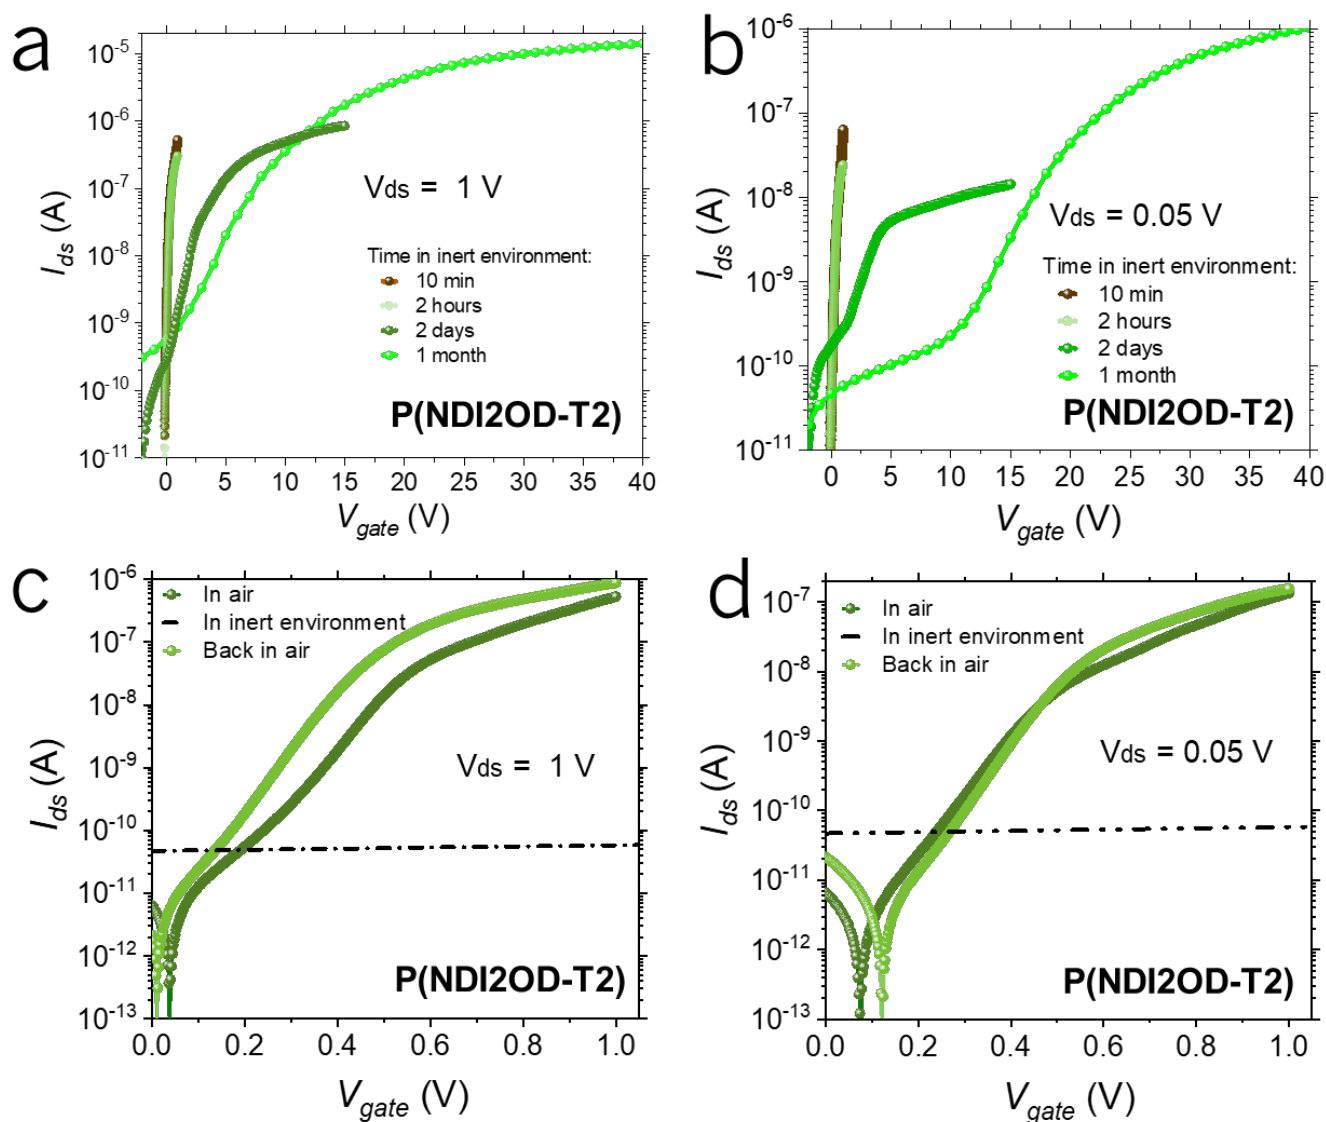 a
10⁻⁵
10⁻⁶
10⁻⁷
10⁻⁸
10⁻⁹
10⁻¹⁰
10⁻¹¹
I_ds (A)
Vds = 1 V
Time in inert environment:
10 min
2 hours
2 days
1 month
P(NDI2OD-T2)
0 5 10 15 20 25 30 35 40
V_gate (V)
b
10⁻⁶
10⁻⁷
10⁻⁸
10⁻⁹
10⁻¹⁰
10⁻¹¹
I_ds (A)
Vds = 0.05 V
Time in inert environment:
10 min
2 hours
2 days
1 month
P(NDI2OD-T2)
0 5 10 15 20 25 30 35 40
V_gate (V)
c
10⁻⁶
10⁻⁷
10⁻⁸
10⁻⁹
10⁻¹⁰
10⁻¹¹
10⁻¹²
10⁻¹³
I_ds (A)
In air
In inert environment
Back in air
Vds = 1 V
P(NDI2OD-T2)
0.0 0.2 0.4 0.6 0.8 1.0
V_gate (V)
d
10⁻⁷
10⁻⁸
10⁻⁹
10⁻¹⁰
10⁻¹¹
10⁻¹²
10⁻¹³
I_ds (A)
In air
In inert environment
Back in air
Vds = 0.05 V
P(NDI2OD-T2)
0.0 0.2 0.4 0.6 0.8 1.0
V_gate (V)